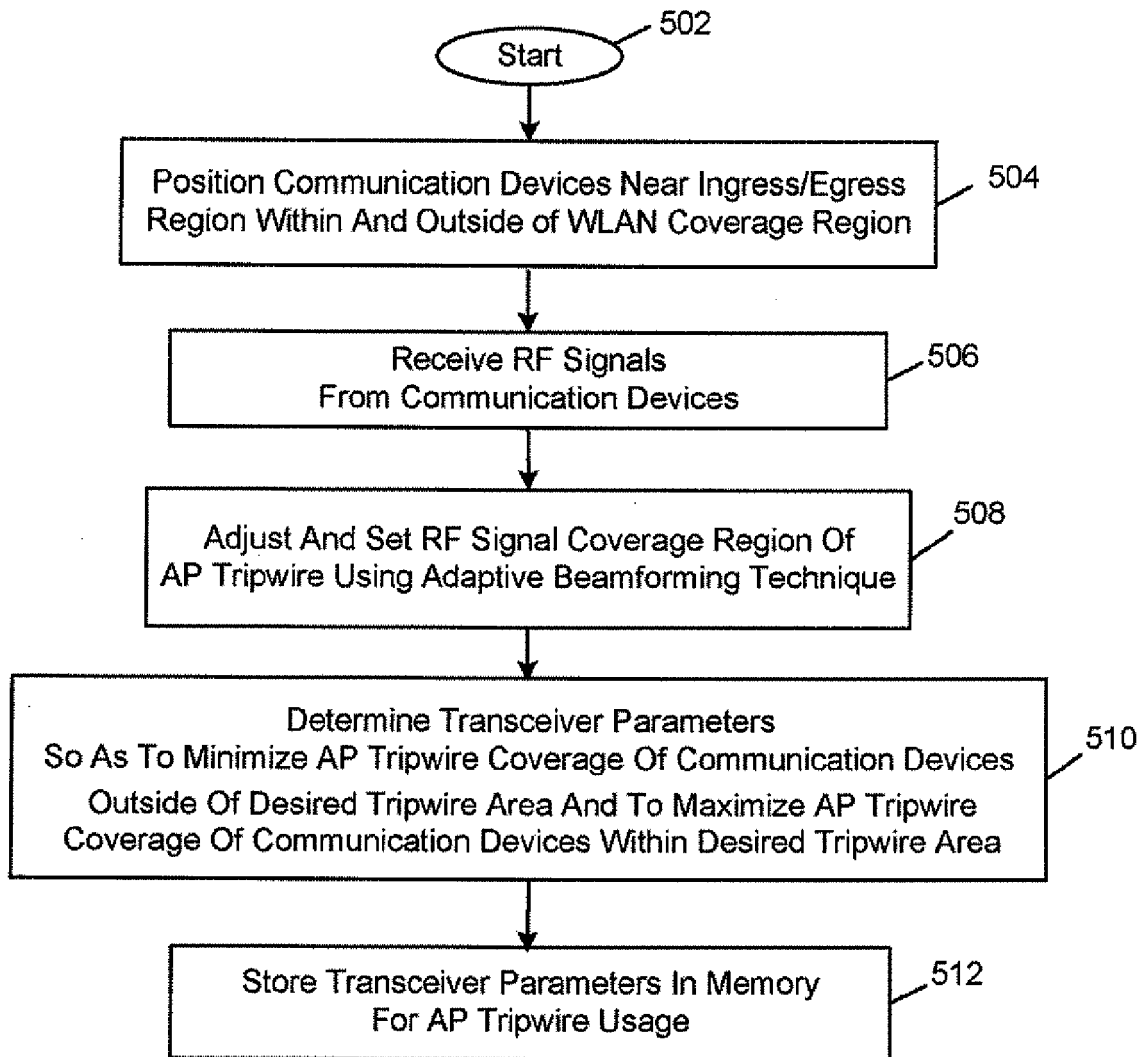 502
Start
Position Communication Devices Near Ingress/Egress
Region Within And Outside of WLAN Coverage Region
504
Receive RF Signals
From Communication Devices
506
Adjust And Set RF Signal Coverage Region Of
AP Tripwire Using Adaptive Beamforming Technique
508
Determine Transceiver Parameters
So As To Minimize AP Tripwire Coverage Of Communication Devices
Outside Of Desired Tripwire Area And To Maximize AP Tripwire
Coverage Of Communication Devices Within Desired Tripwire Area
510
Store Transceiver Parameters In Memory
For AP Tripwire Usage
512